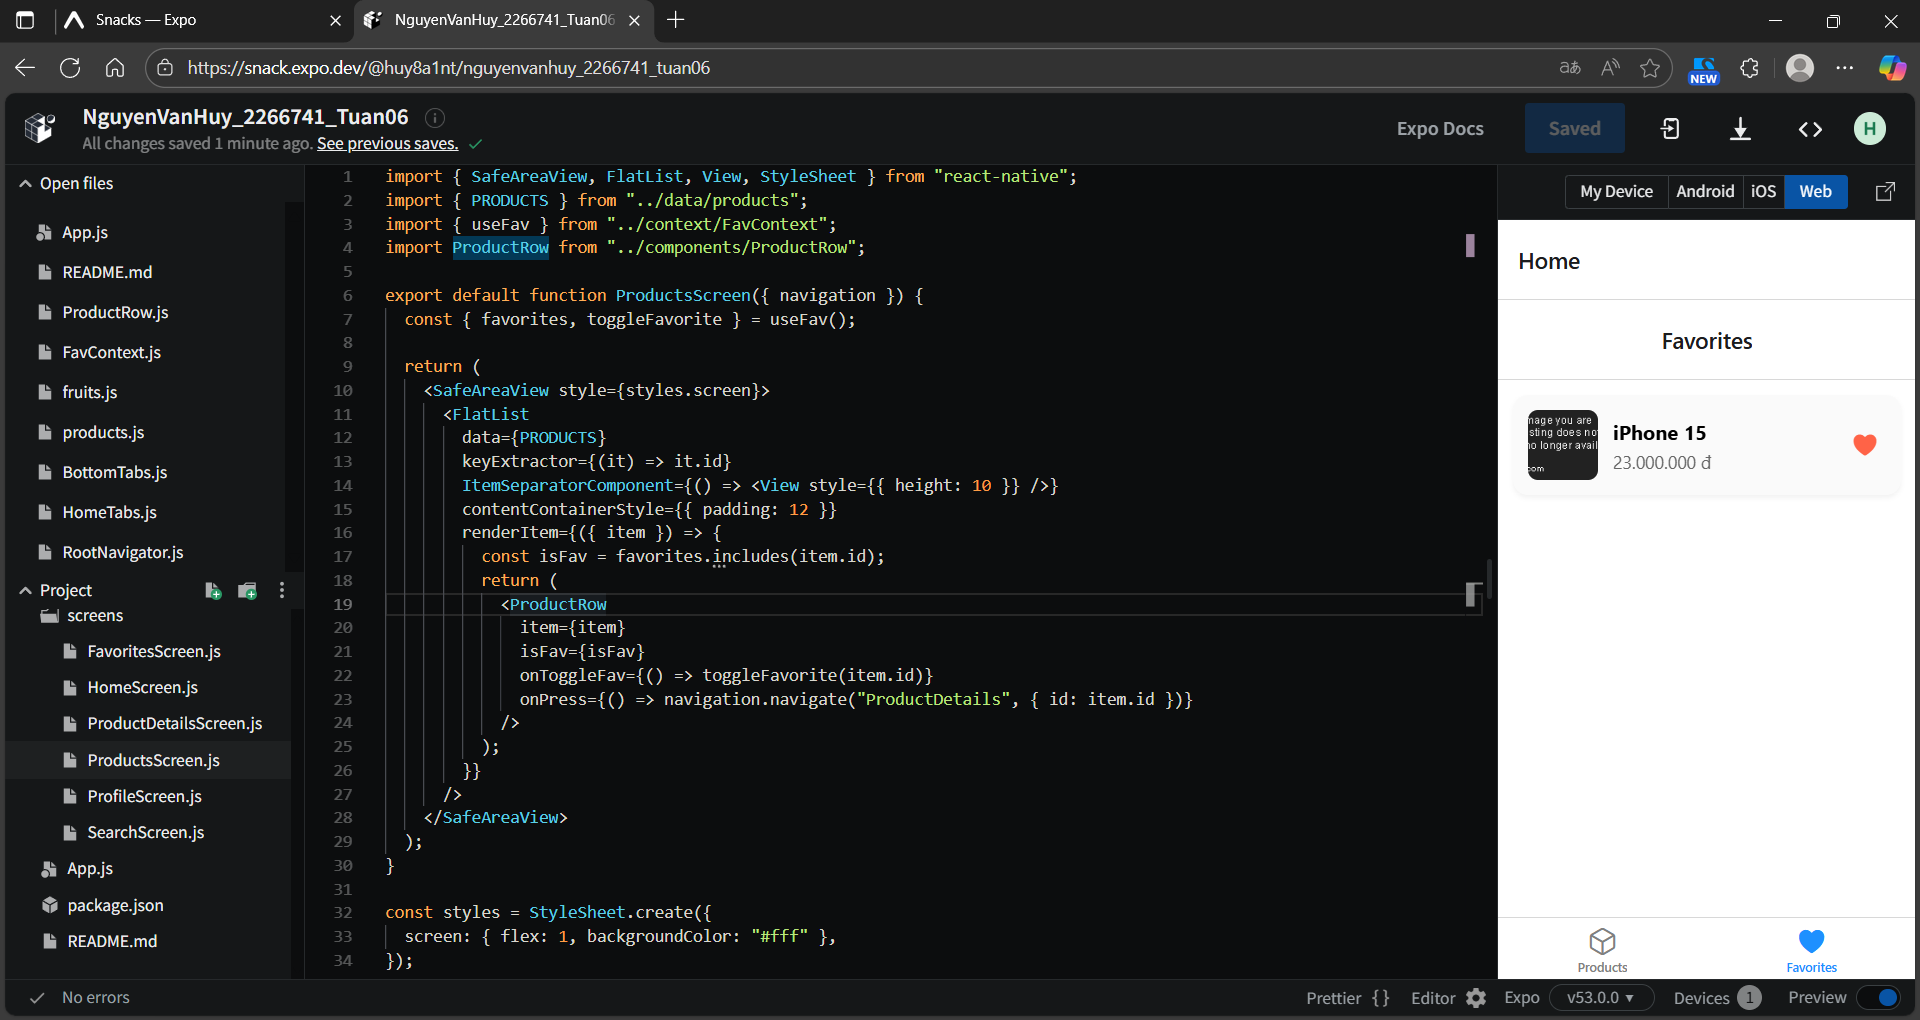 Snacks — Expo
NguyenVanHuy_2266741_Tuan06
https://snack.expo.dev/@huy8a1nt/nguyenvanhuy_2266741_tuan06
NEW
NguyenVanHuy_2266741_Tuan06
All changes saved 1 minute ago. See previous saves.
Expo Docs
Saved
H
Open files
App.js
README.md
ProductRow.js
FavContext.js
fruits.js
products.js
BottomTabs.js
HomeTabs.js
RootNavigator.js
Project
screens
FavoritesScreen.js
HomeScreen.js
ProductDetailsScreen.js
ProductsScreen.js
ProfileScreen.js
SearchScreen.js
App.js
package.json
README.md
1 import { SafeAreaView, FlatList, View, StyleSheet } from "react-native";
2 import { PRODUCTS } from "../data/products";
3 import { useFav } from "../context/FavContext";
4 import ProductRow from "../components/ProductRow";
5
6 export default function ProductsScreen({ navigation }) {
7 const { favorites, toggleFavorite } = useFav();
8
9 return (
10 <SafeAreaView style={styles.screen}>
11 <FlatList
12 data={PRODUCTS}
13 keyExtractor={(it) => it.id}
14 ItemSeparatorComponent={() => <View style={{ height: 10 }} />}
15 contentContainerStyle={{ padding: 12 }}
16 renderItem={({ item }) => {
17 const isFav = favorites.includes(item.id);
18 return (
19 <ProductRow
20 item={item}
21 isFav={isFav}
22 onToggleFav={() => toggleFavorite(item.id)}
23 onPress={() => navigation.navigate("ProductDetails", { id: item.id })}
24 />
25 );
26 }}
27 />
28 </SafeAreaView>
29 );
30 }
31
32 const styles = StyleSheet.create({
33 screen: { flex: 1, backgroundColor: "#fff" },
34 });
My Device
Android
iOS
Web
Home
Favorites
mage you are
sting does no
no longer avail
com
iPhone 15
23.000.000 đ
Products
Favorites
No errors
Prettier {}
Editor
Expo
v53.0.0
Devices 1
Preview